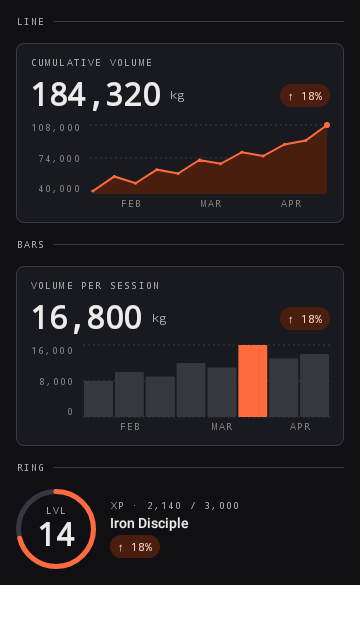 LINE
CUMULATIVE VOLUME
184,320 kg ↑ 18%
108,000
74,000
40,000
FEB MAR APR
BARS
VOLUME PER SESSION
16,800 kg ↑ 18%
16,000
8,000
0
FEB MAR APR
RING
LVL
14
XP · 2,140 / 3,000
Iron Disciple
↑ 18%